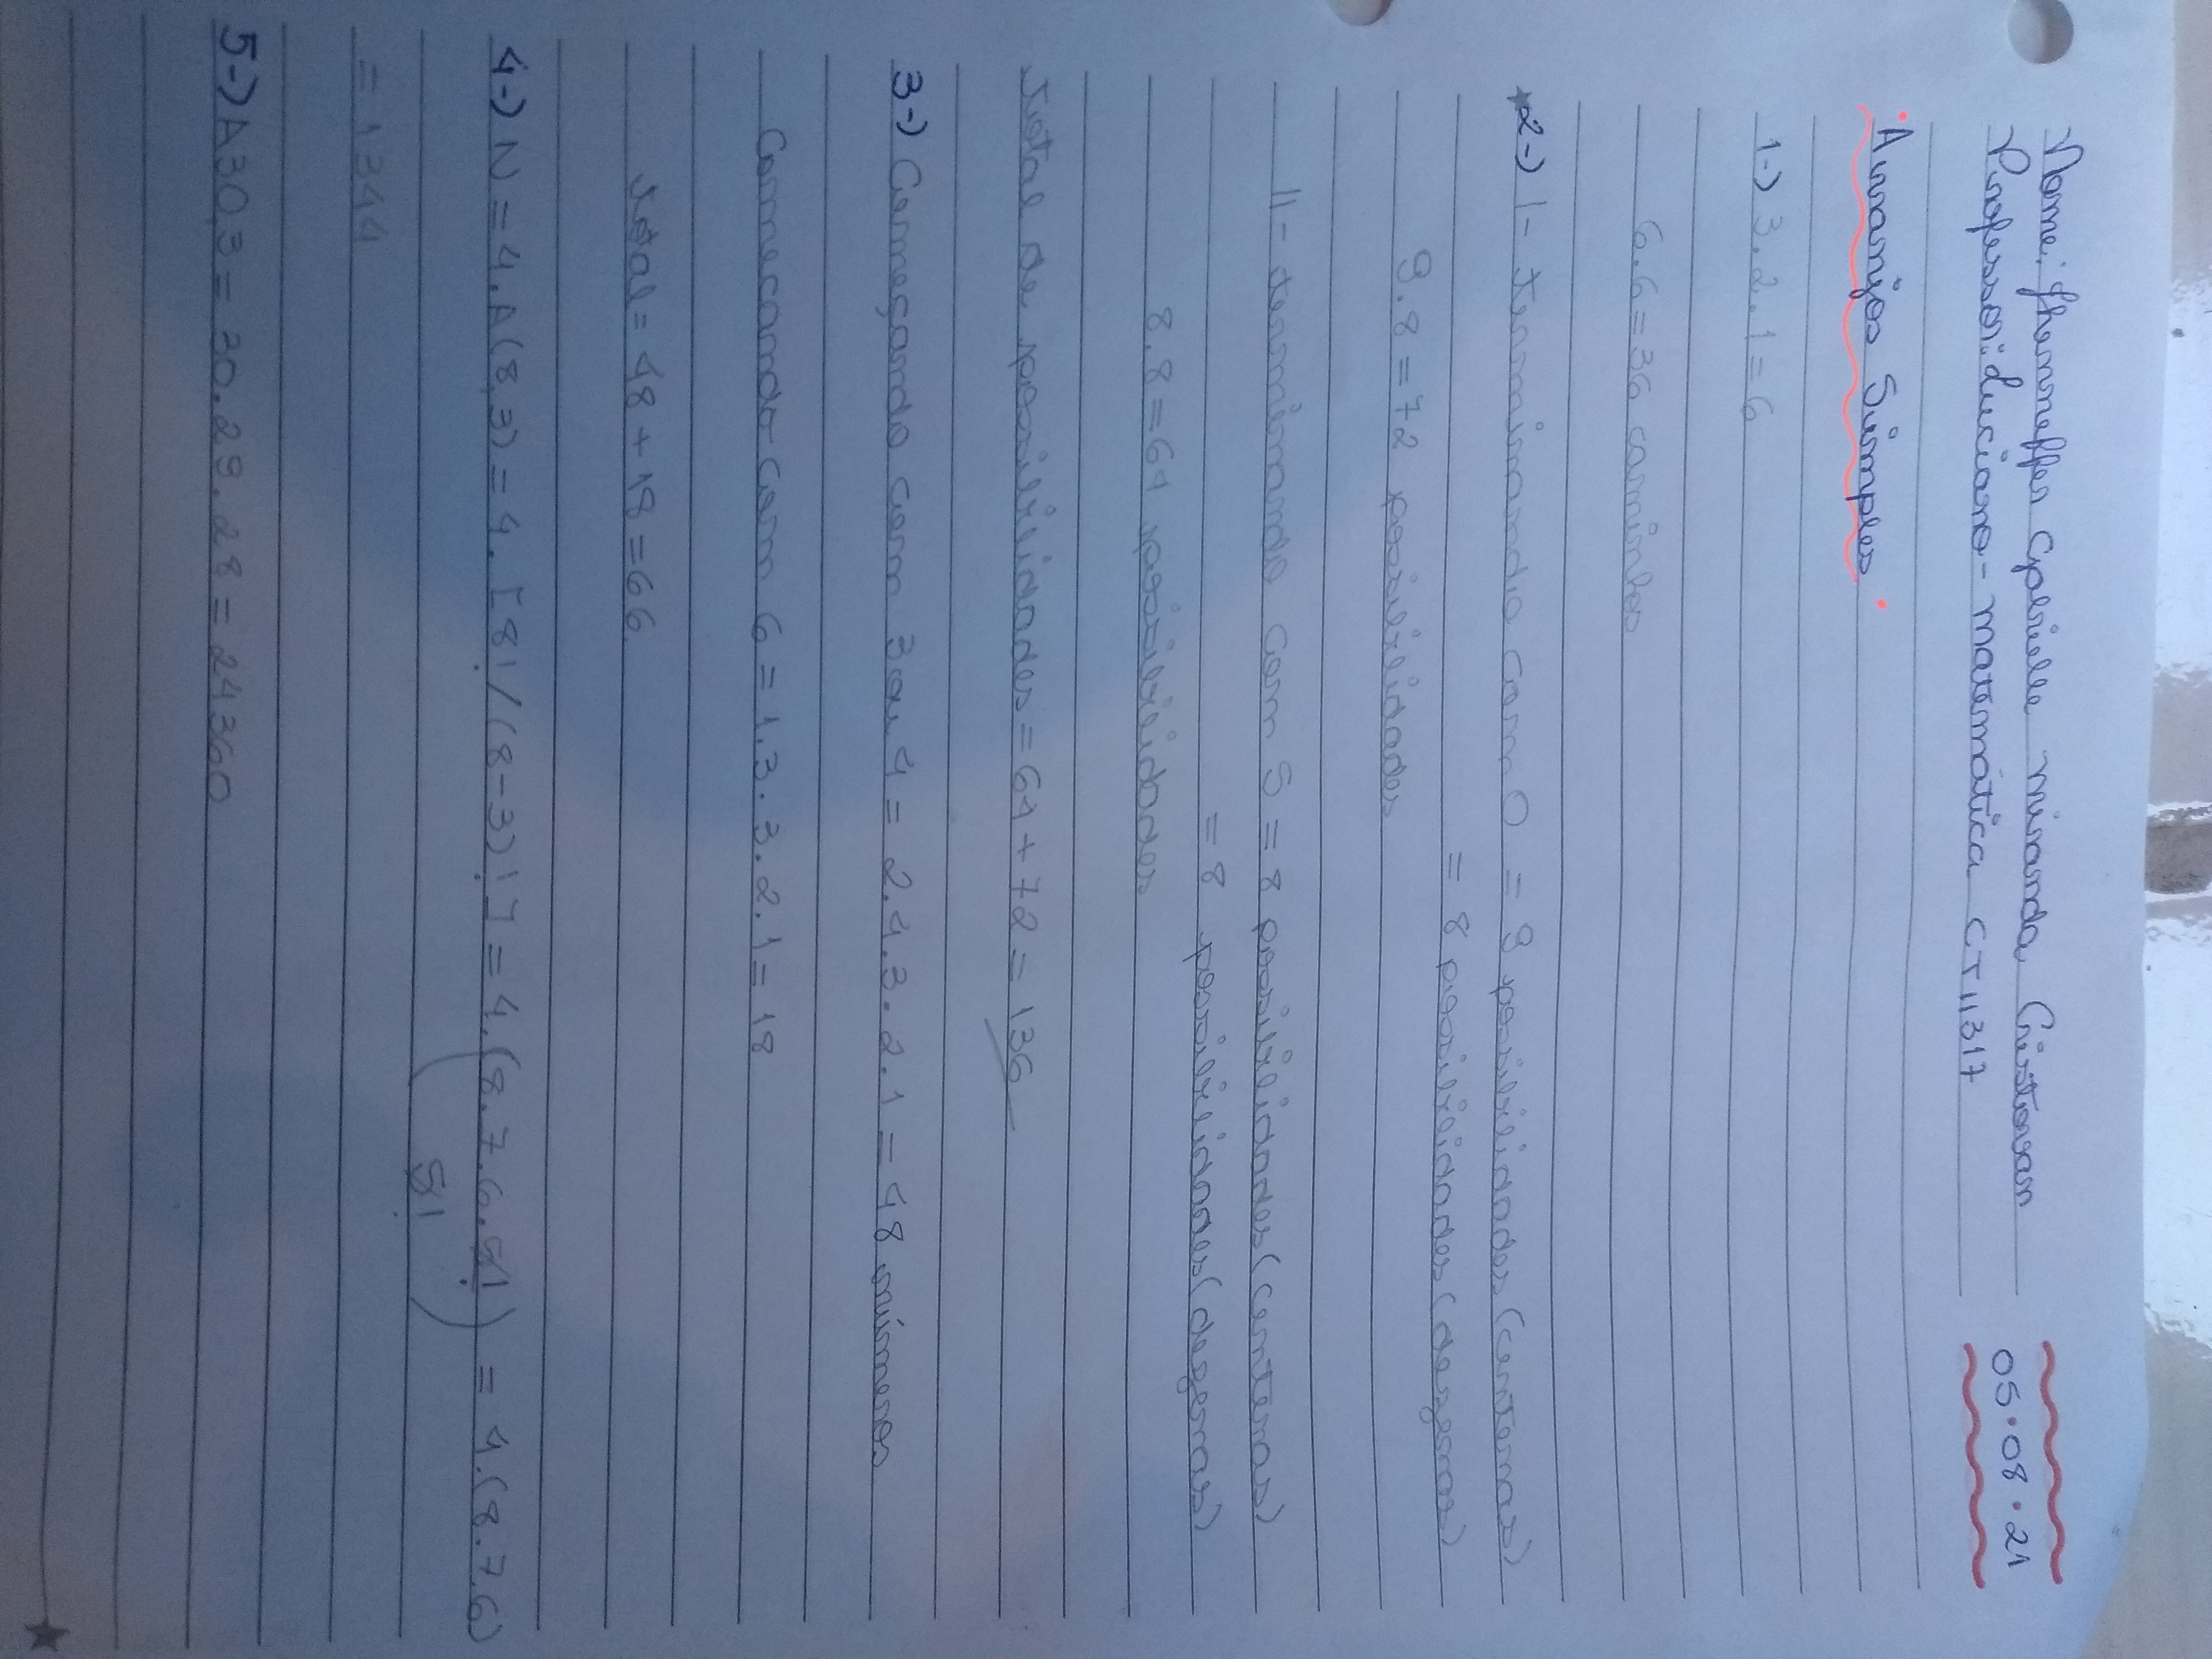 Nome: Jhenneffer Gabrielle Miranda Cristovam
05.08.21
Professor: Luciano - matemática CTII317
Arranjos Simples
1-) 3.2.1=6
6.6=36 caminhos
2-) I- terminando com 0 = 9 possibilidades (centenas)
= 8 possibilidades (dezenas)
9.8=72 possibilidades
II- terminando com 5 = 8 possibilidades (centenas)
= 8 possibilidades (dezenas)
8.8=64 possibilidades
total de possibilidades = 64+72 = 136
3-) Começando com 3 ou 4 = 2.4.3.2.1 = 48 números
Comecando com 6 = 1.3.3.2.1 = 18
total = 48 + 18 = 66
4-) N = 4.A(8,3) = 4.[8!/(8-3)!] = 4.(8.7.6.5!) = 4.(8.7.6)
5!
= 1344
5-) A30,3 = 30.29.28 = 24360